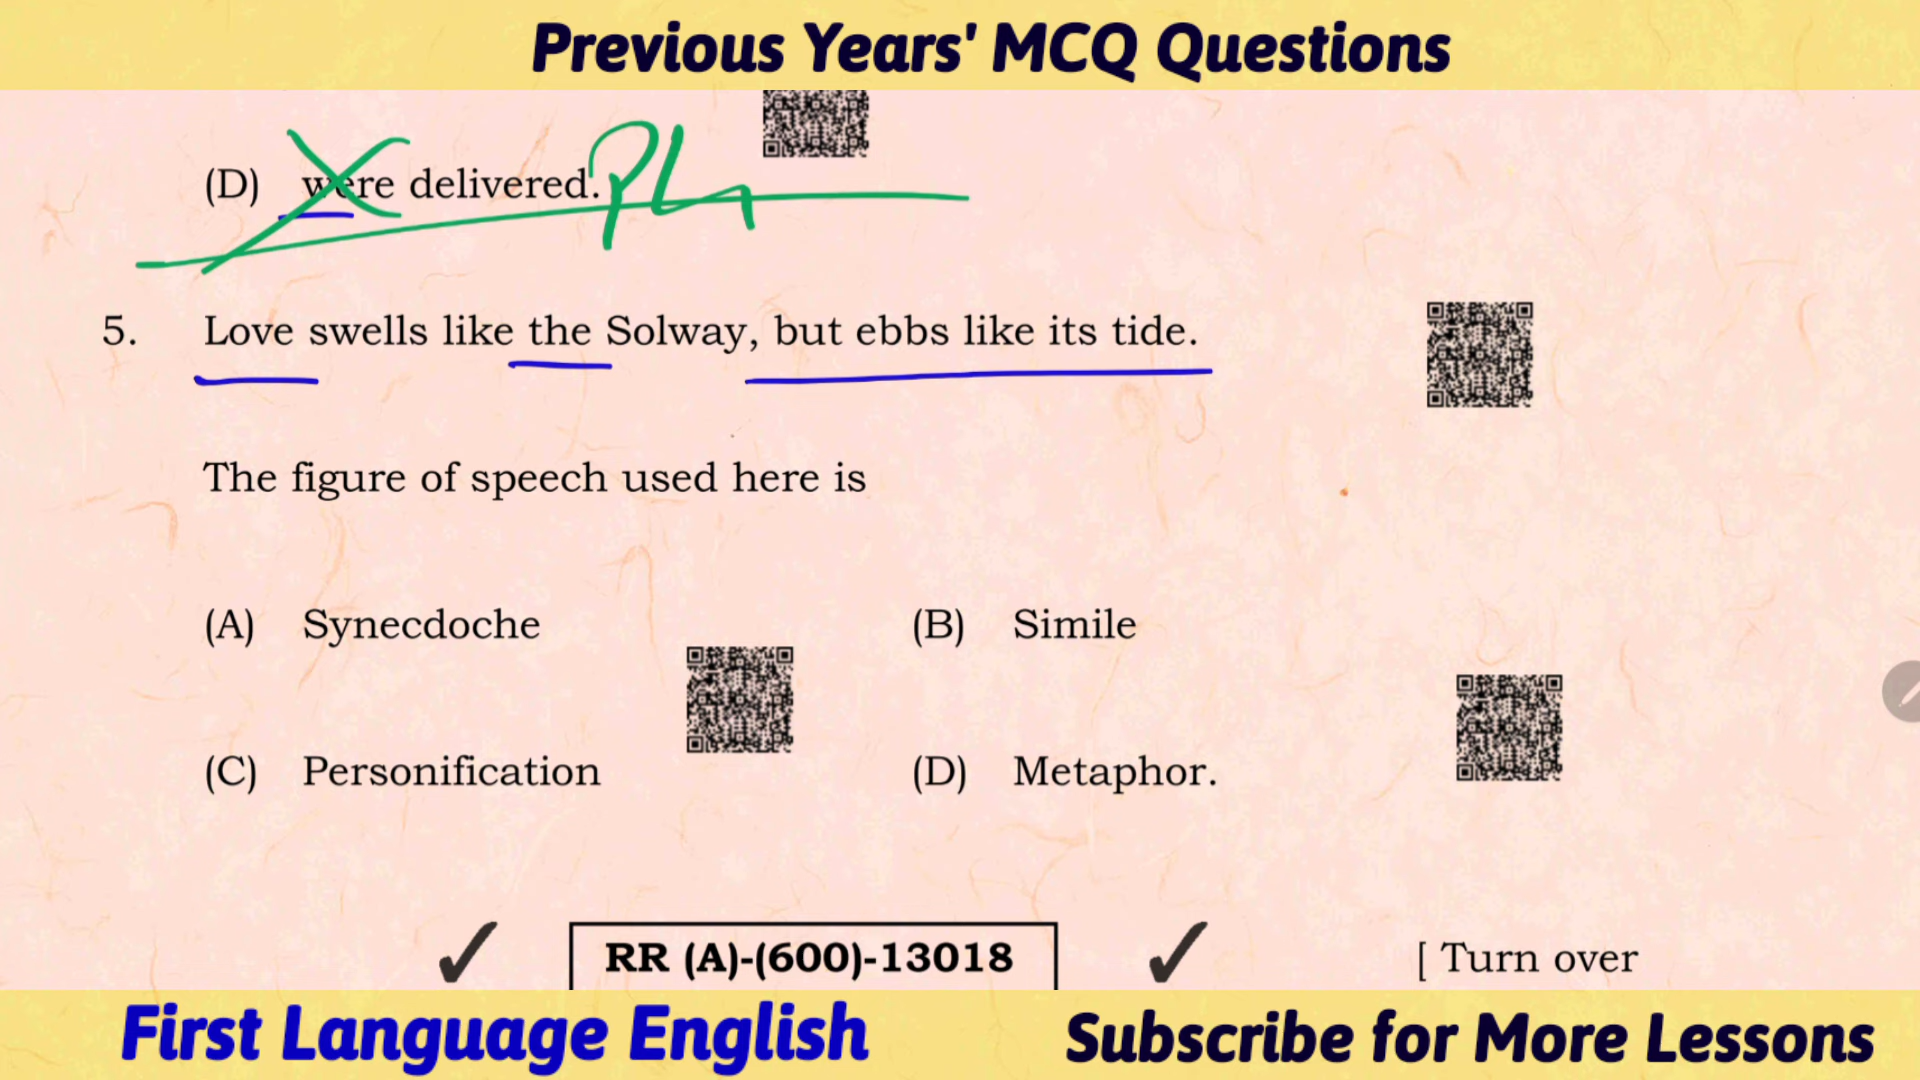 Previous Years' MCQ Questions
(D) were delivered.
5. Love swells like the Solway, but ebbs like its tide.
The figure of speech used here is
(A) Synecdoche (B) Simile
(C) Personification (D) Metaphor.
RR (A)-(600)-13018 [ Turn over
First Language English Subscribe for More Lessons